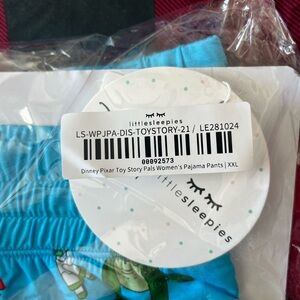 littlesleepies
LS-WPJPA-DIS-TOYSTORY-21 / LE281024
00092573
Disney Pixar Toy Story Pals Women's Pajama Pants | XXL
littlesleepies